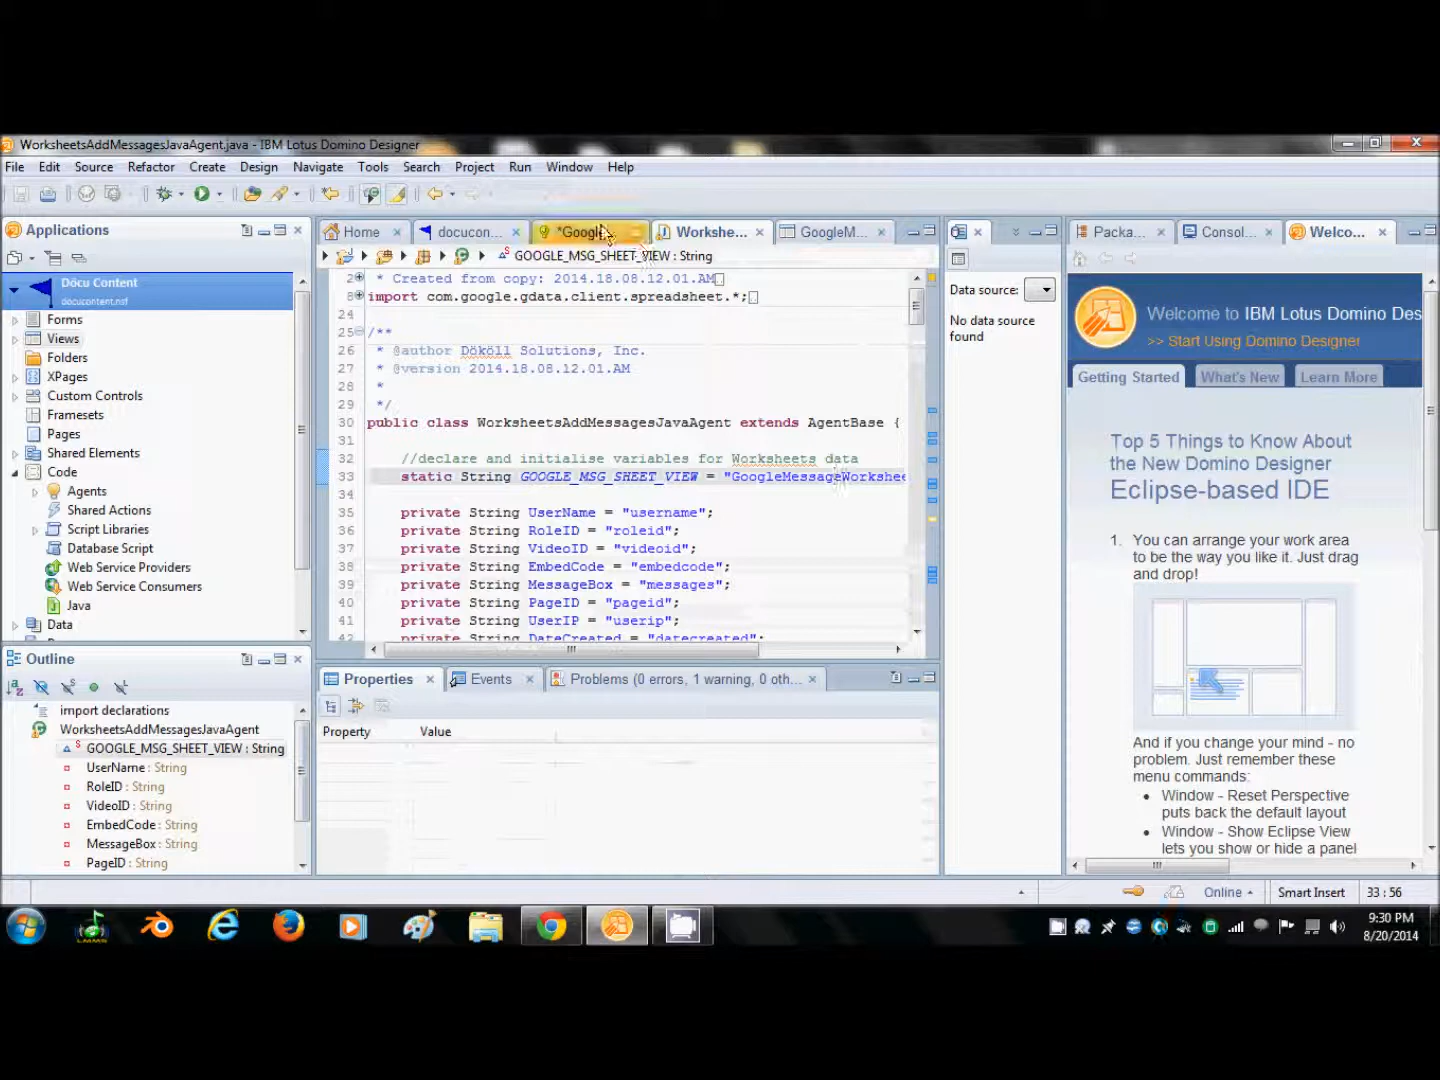 WorksheetsAddMessagesJavaAgent.java - IBM Lotus Domino Designer
File Edit Source Refactor Create Design Navigate Tools Search Project Run Window Help
Applications
Home
docucon...
*Google...
Workshe...
GoogleM...
Packa...
Consol...
Welco...
GOOGLE_MSG_SHEET_VIEW : String
Döcu Content
docucontent.nsf
Forms
Views
Folders
XPages
Custom Controls
Framesets
Pages
Shared Elements
Code
Agents
Shared Actions
Script Libraries
Database Script
Web Service Providers
Web Service Consumers
Java
Data
2 * Created from copy: 2014.18.08.12.01.AM
8 import com.google.gdata.client.spreadsheet.*;
24
25 /**
26 * @author Dököll Solutions, Inc.
27 * @version 2014.18.08.12.01.AM
28 *
29 */
30 public class WorksheetsAddMessagesJavaAgent extends AgentBase {
31
32 //declare and initialise variables for Worksheets data
33 static String GOOGLE_MSG_SHEET_VIEW = "GoogleMessageWorkshee
34
35 private String UserName = "username";
36 private String RoleID = "roleid";
37 private String VideoID = "videoid";
38 private String EmbedCode = "embedcode";
39 private String MessageBox = "messages";
40 private String PageID = "pageid";
41 private String UserIP = "userip";
42 private String DateCreated = "datecreated";
Data source:
No data source
found
Welcome to IBM Lotus Domino Des
>> Start Using Domino Designer
Getting Started What's New Learn More
Top 5 Things to Know About
the New Domino Designer
Eclipse-based IDE
1. You can arrange your work area
to be the way you like it. Just drag
and drop!
And if you change your mind - no
problem. Just remember these
menu commands:
• Window - Reset Perspective
puts back the default layout
• Window - Show Eclipse View
lets you show or hide a panel
Outline
import declarations
WorksheetsAddMessagesJavaAgent
GOOGLE_MSG_SHEET_VIEW : String
UserName : String
RoleID : String
VideoID : String
EmbedCode : String
MessageBox : String
PageID : String
Properties
Events
Problems (0 errors, 1 warning, 0 oth...
Property Value
Online
Smart Insert
33 : 56
LMMS
9:30 PM
8/20/2014